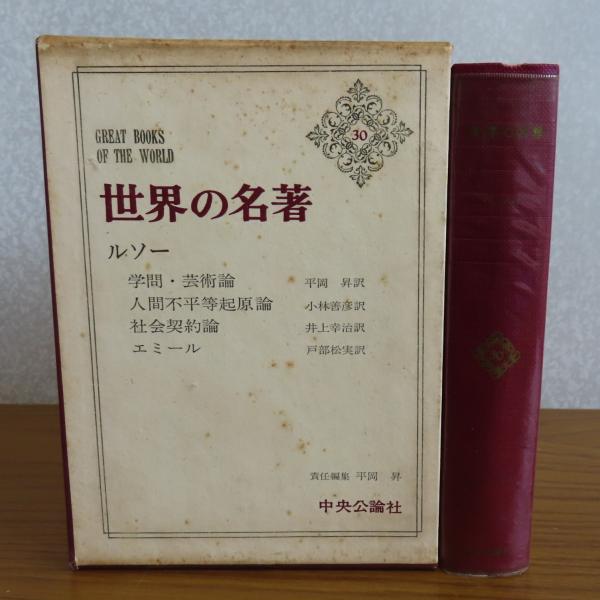 GREAT BOOKS
OF THE WORLD
30
世界の名著
ルソー
学問・芸術論 平岡 昇訳
人間不平等起原論 小林善彦訳
社会契約論 井上幸治訳
エミール 戸部松実訳
責任編集 平岡 昇
中央公論社
30